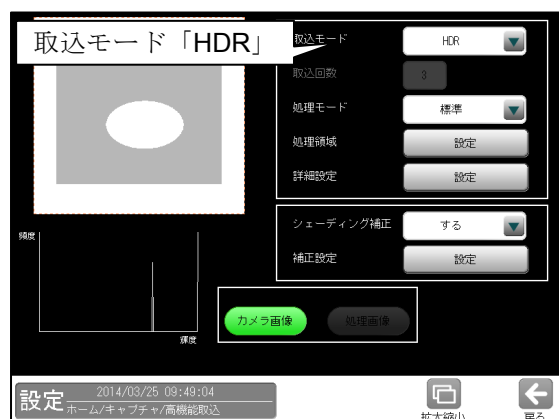 取込モード「HDR」
取込モード
HDR
取込回数
3
処理モード
標準
処理領域
設定
詳細設定
設定
シェーディング補正
する
補正設定
設定
頻度
輝度
カメラ画像
処理画像
設定
2014/03/25 09:49:04
ホーム/キャプチャ/高機能取込
拡大縮小
戻る